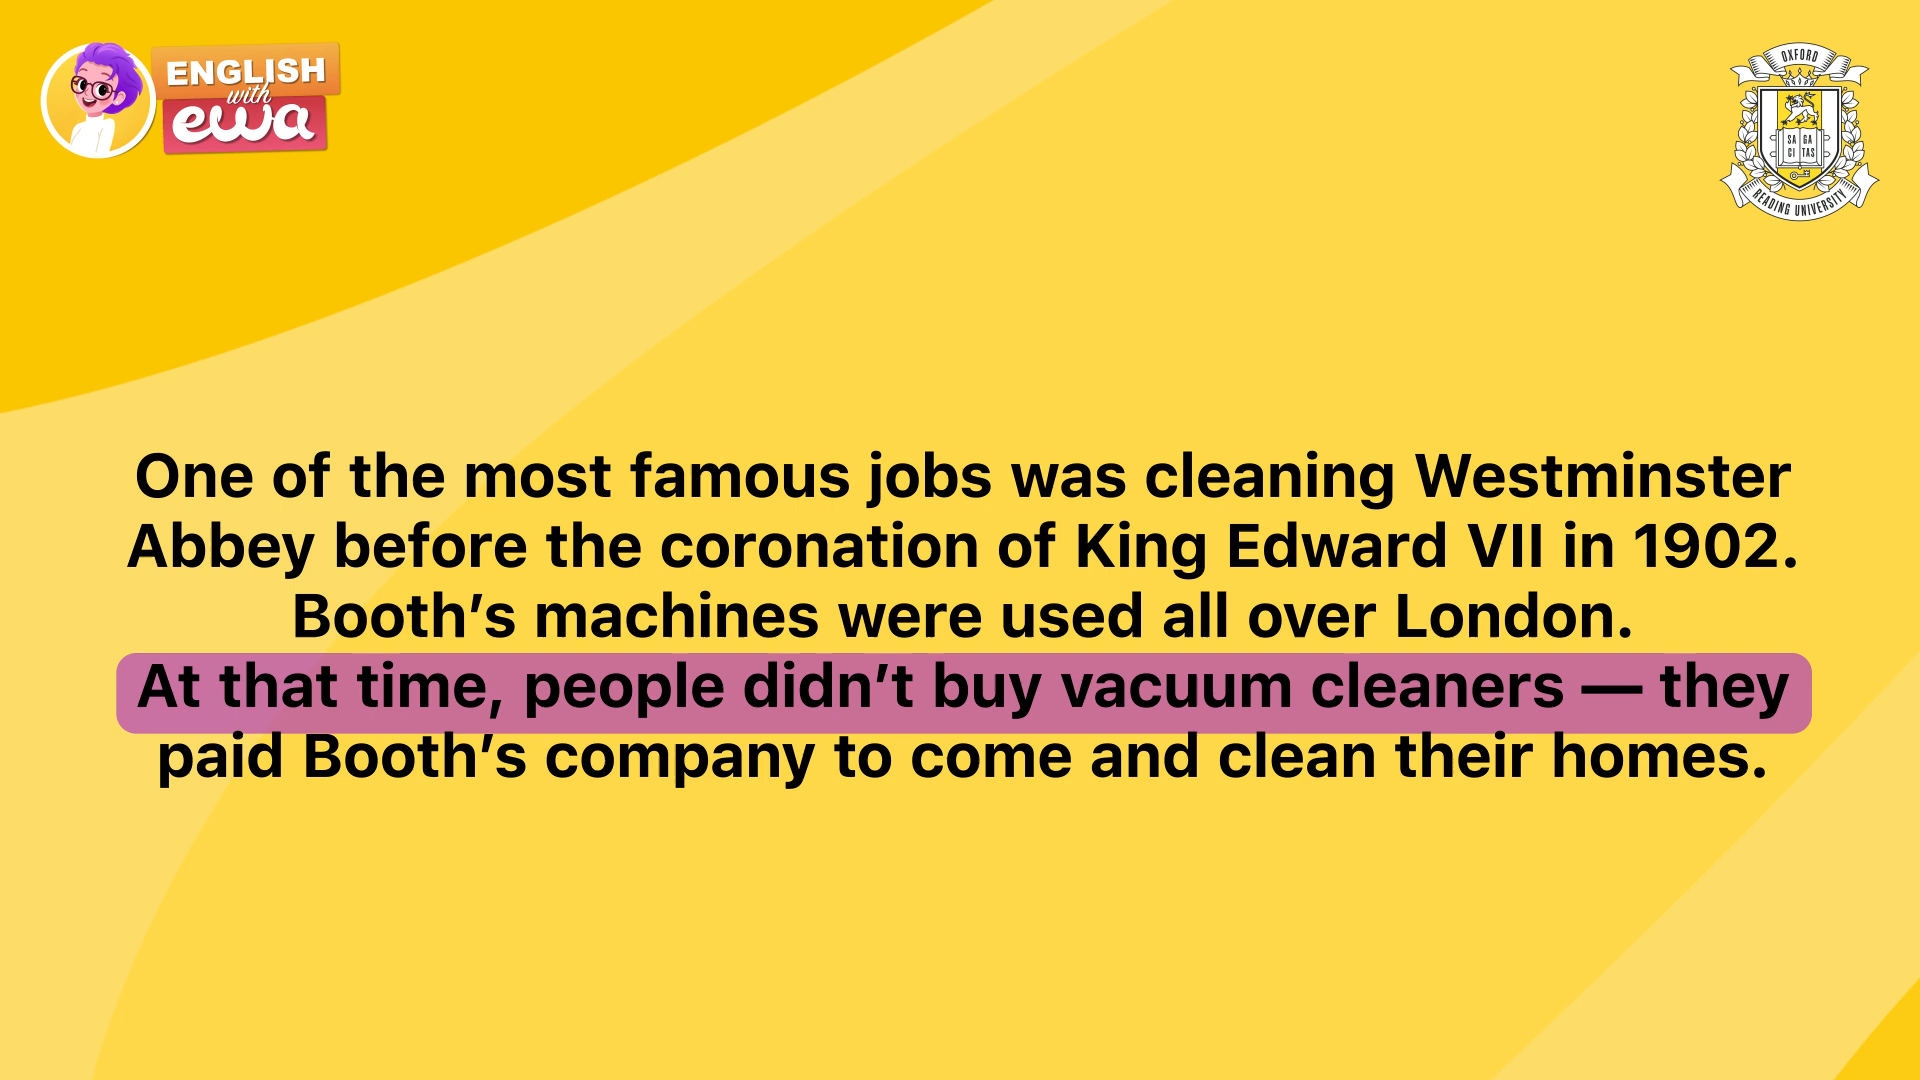 ENGLISH
with
ewa
OXFORD
SA GA
CI TAS
READING UNIVERSITY
One of the most famous jobs was cleaning Westminster
Abbey before the coronation of King Edward VII in 1902.
Booth’s machines were used all over London.
At that time, people didn’t buy vacuum cleaners — they
paid Booth’s company to come and clean their homes.